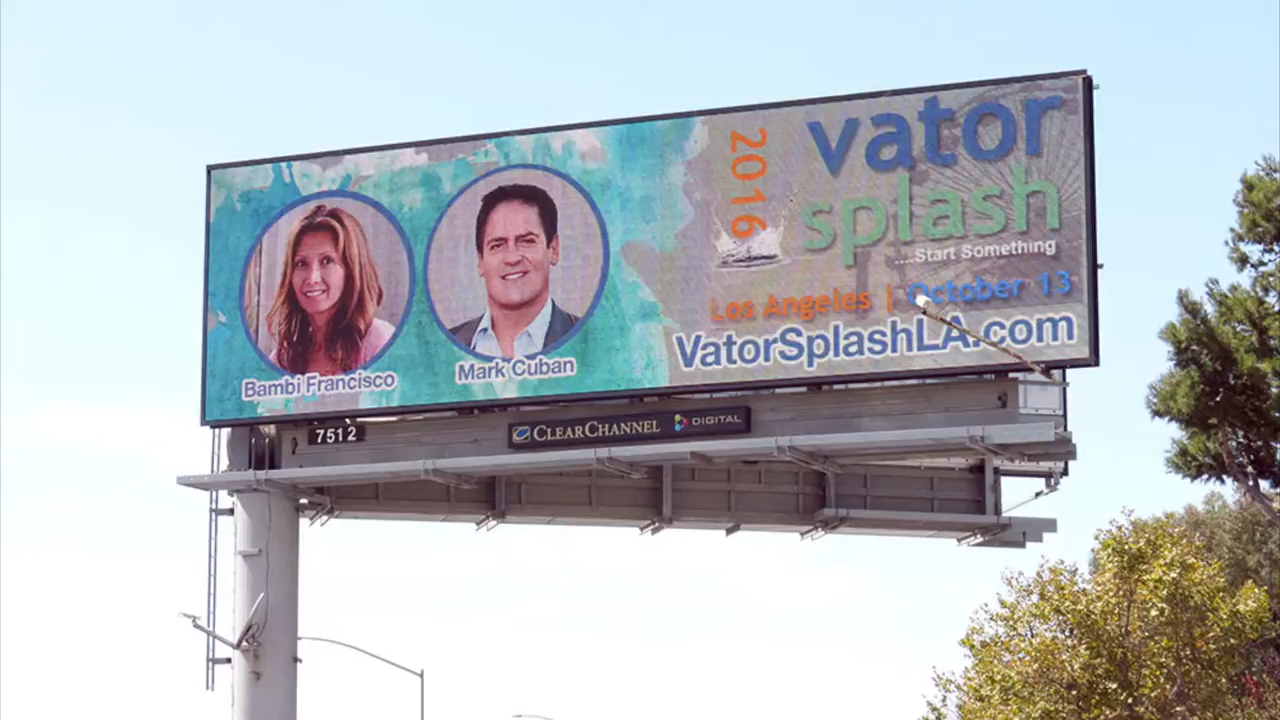 2016
vator
splash
....Start Something
Los Angeles | October 13
VatorSplashLA.com
Bambi Francisco
Mark Cuban
7512
CLEARCHANNEL DIGITAL